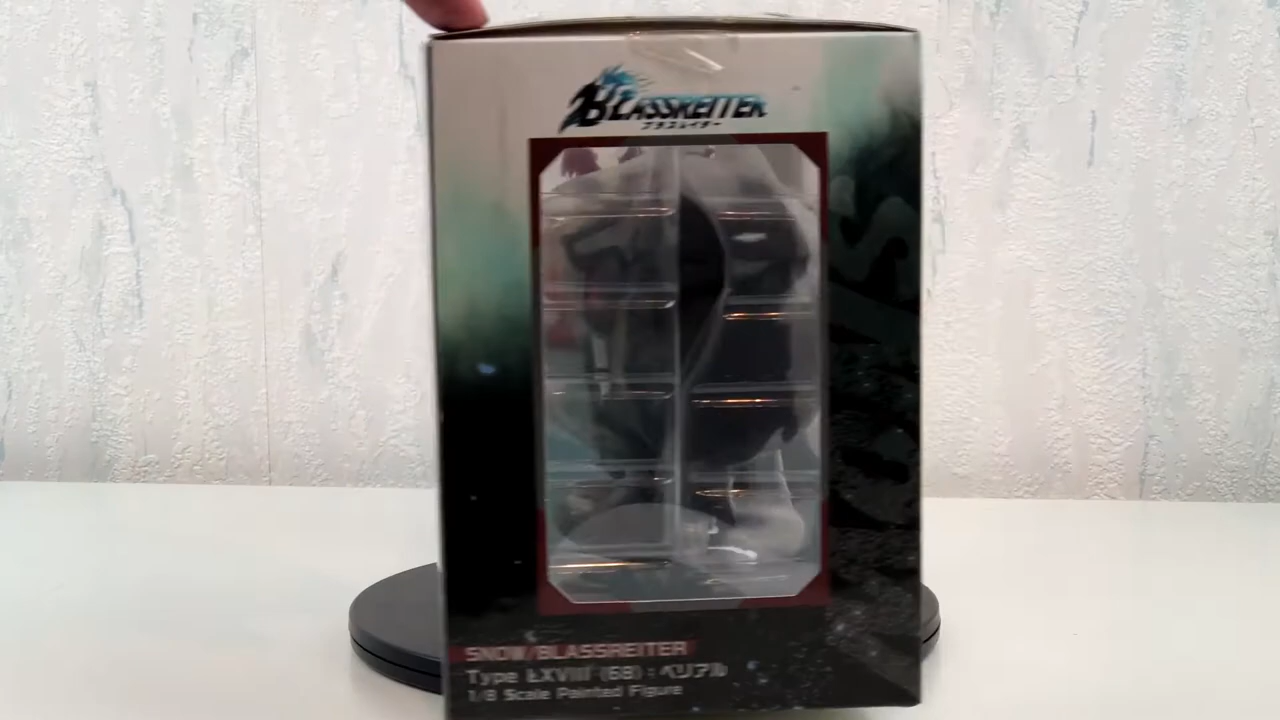 BLASSREITER
ブラスレイター
SNOW/BLASSREITER
Type LXVIII (68) : ベリアル
1/8 Scale Painted Figure